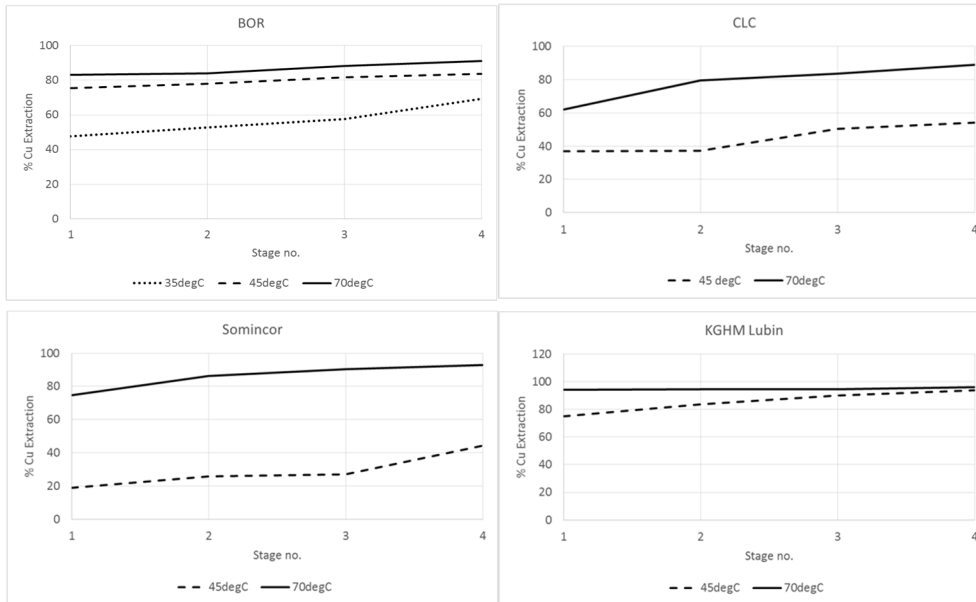 BOR
% Cu Extraction
100
80
60
40
20
0
1 2 3 4
Stage no.
35degC 45degC 70degC
CLC
% Cu Extraction
100
80
60
40
20
0
1 2 3 4
Stage no.
45 degC 70degC
Somincor
% Cu Extraction
100
80
60
40
20
0
1 2 3 4
Stage no.
45degC 70degC
KGHM Lubin
% Cu Extraction
120
100
80
60
40
20
0
1 2 3 4
Stage no.
45degC 70degC